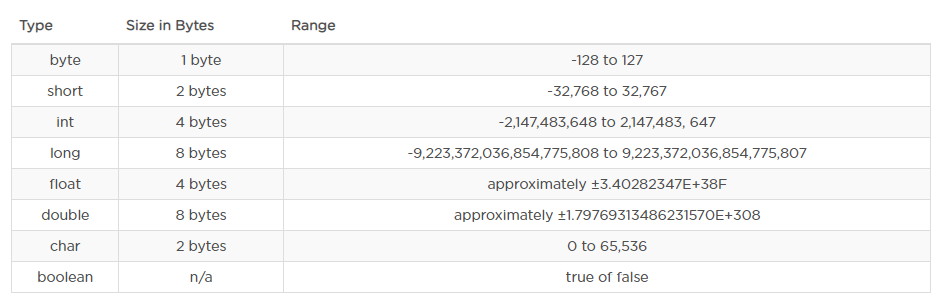 Type Size in Bytes Range
byte 1 byte -128 to 127
short 2 bytes -32,768 to 32,767
int 4 bytes -2,147,483,648 to 2,147,483, 647
long 8 bytes -9,223,372,036,854,775,808 to 9,223,372,036,854,775,807
float 4 bytes approximately ±3.40282347E+38F
double 8 bytes approximately ±1.79769313486231570E+308
char 2 bytes 0 to 65,536
boolean n/a true of false